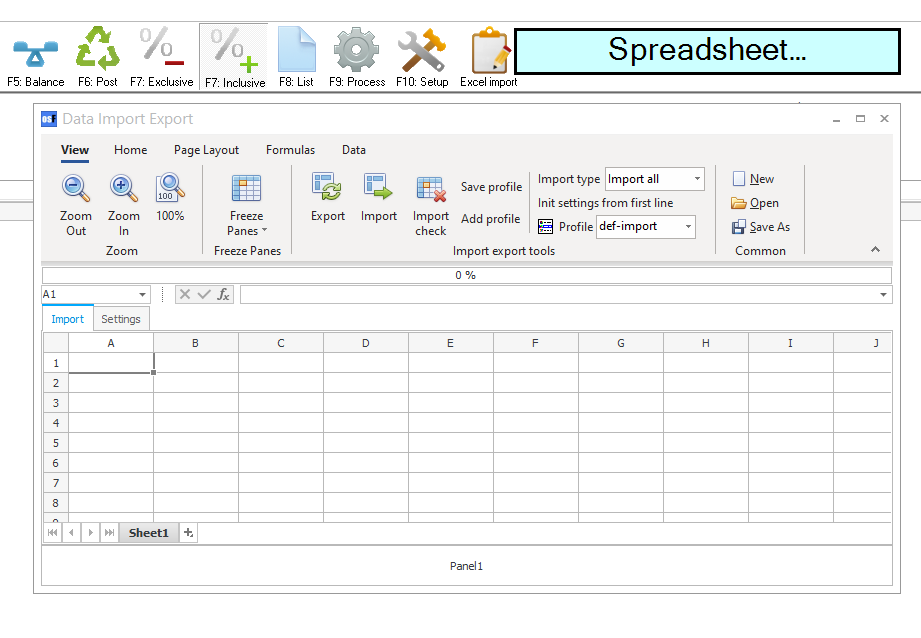 Spreadsheet...
F5: Balance F6: Post F7: Exclusive F7: Inclusive F8: List F9: Process F10: Setup Excel import
OSF Data Import Export
View Home Page Layout Formulas Data
Zoom Out Zoom In 100% Freeze Panes Export Import Import check
100
Save profile
Add profile
Import type Import all
Init settings from first line
Profile def-import
New
Open
Save As
Zoom Freeze Panes Import export tools Common
0 %
A1 fx
Import Settings
A B C D E F G H I J
1
2
3
4
5
6
7
8
9
Sheet1
Panel1